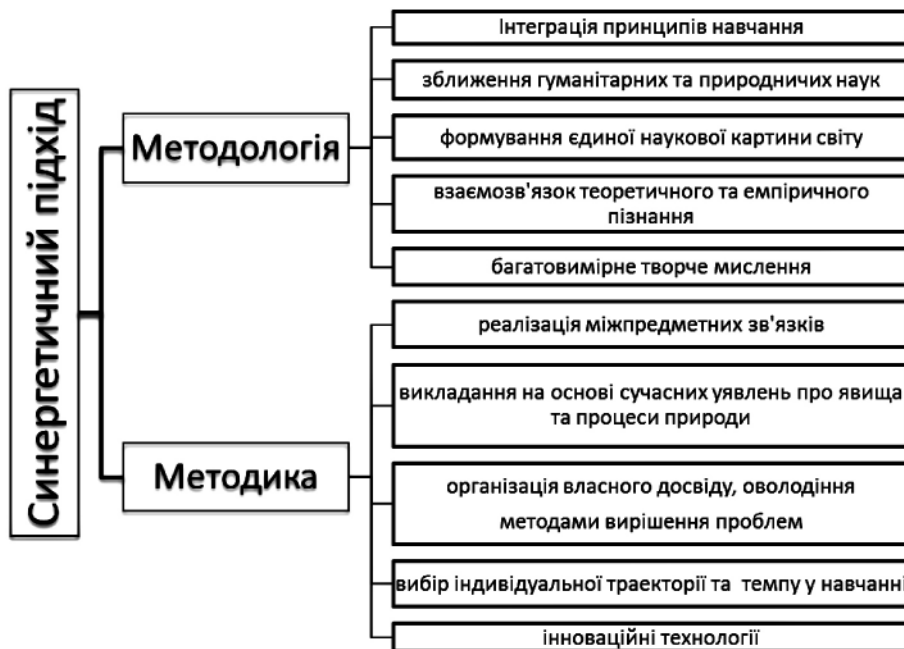 Синергетичний підхід
Методологія
Інтеграція принципів навчання
зближення гуманітарних та природничих наук
формування єдиної наукової картини світу
взаємозв'язок теоретичного та емпіричного
пізнання
багатовимірне творче мислення
Методика
реалізація міжпредметних зв'язків
викладання на основі сучасних уявлень про явища
та процеси природи
організація власного досвіду, оволодіння
методами вирішення проблем
вибір індивідуальної траекторії та темпу у навчанні
інноваційні технології